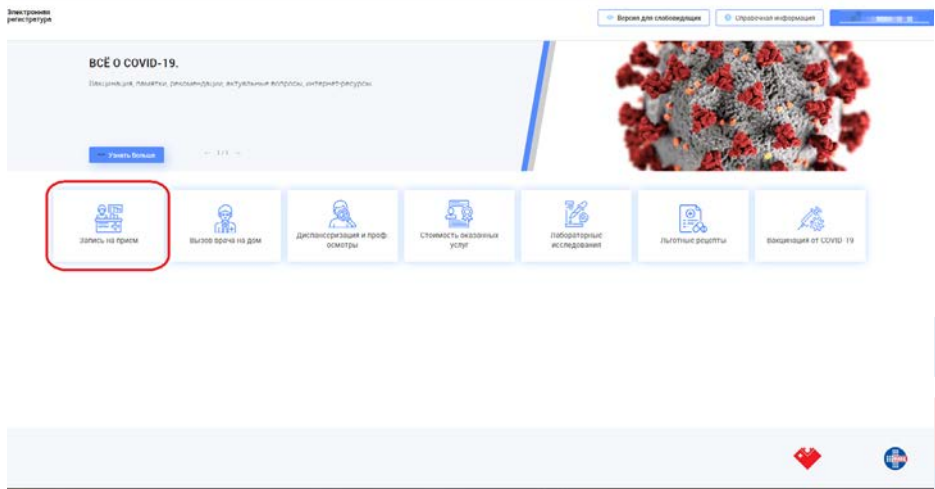 Электронная
регистратура
Версия для слабовидящих
Справочная информация
ВСЁ О COVID-19.
Вакцинация, памятки, рекомендации, актуальные вопросы, интернет-ресурсы.
Узнать больше
← 1/1 →
Запись на прием
Вызов врача на дом
Диспансеризация и проф.
осмотры
Стоимость оказанных
услуг
Лабораторные
исследования
Льготные рецепты
Вакцинация от COVID-19